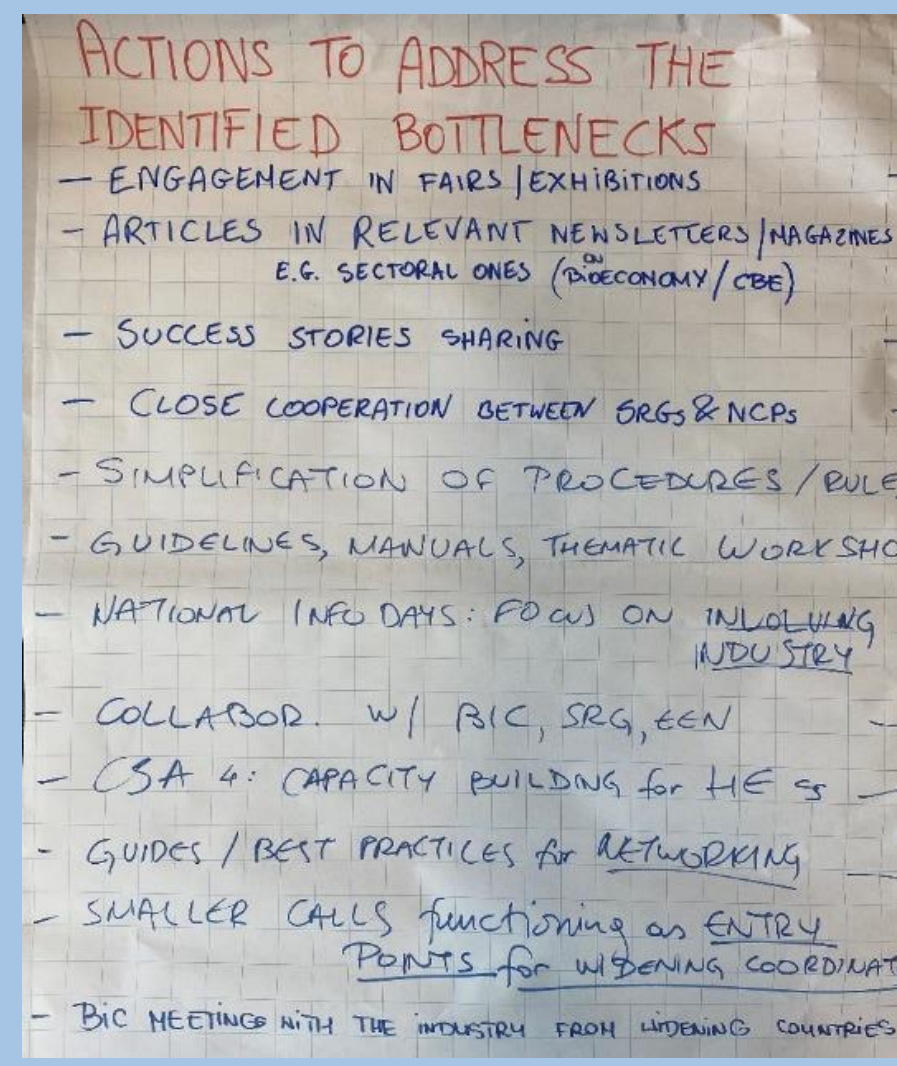 ACTIONS TO ADDRESS THE
IDENTIFIED BOTTLENECKS
- ENGAGEMENT IN FAIRS/EXHIBITIONS
- ARTICLES IN RELEVANT NEWSLETTERS/MAGAZINES
E.G. SECTORAL ONES (on BIOECONOMY/CBE)
- SUCCESS STORIES SHARING
- CLOSE COOPERATION BETWEEN SRGs & NCPs
- SIMPLIFICATION OF PROCEDURES/RULE
- GUIDELINES, MANUALS, THEMATIC WORKSHO
- NATIONAL INFO DAYS: FOCUS ON INVOLVING
INDUSTRY
- COLLABOR. W/ BIC, SRG, EEN
- CSA 4: CAPACITY BUILDING for HE
- GUIDES / BEST PRACTICES for NETWORKING
- SMALLER CALLS functioning as ENTRY
POINTS for WIDENING COORDINAT
- BIC MEETINGS WITH THE INDUSTRY FROM WIDENING COUNTRIES